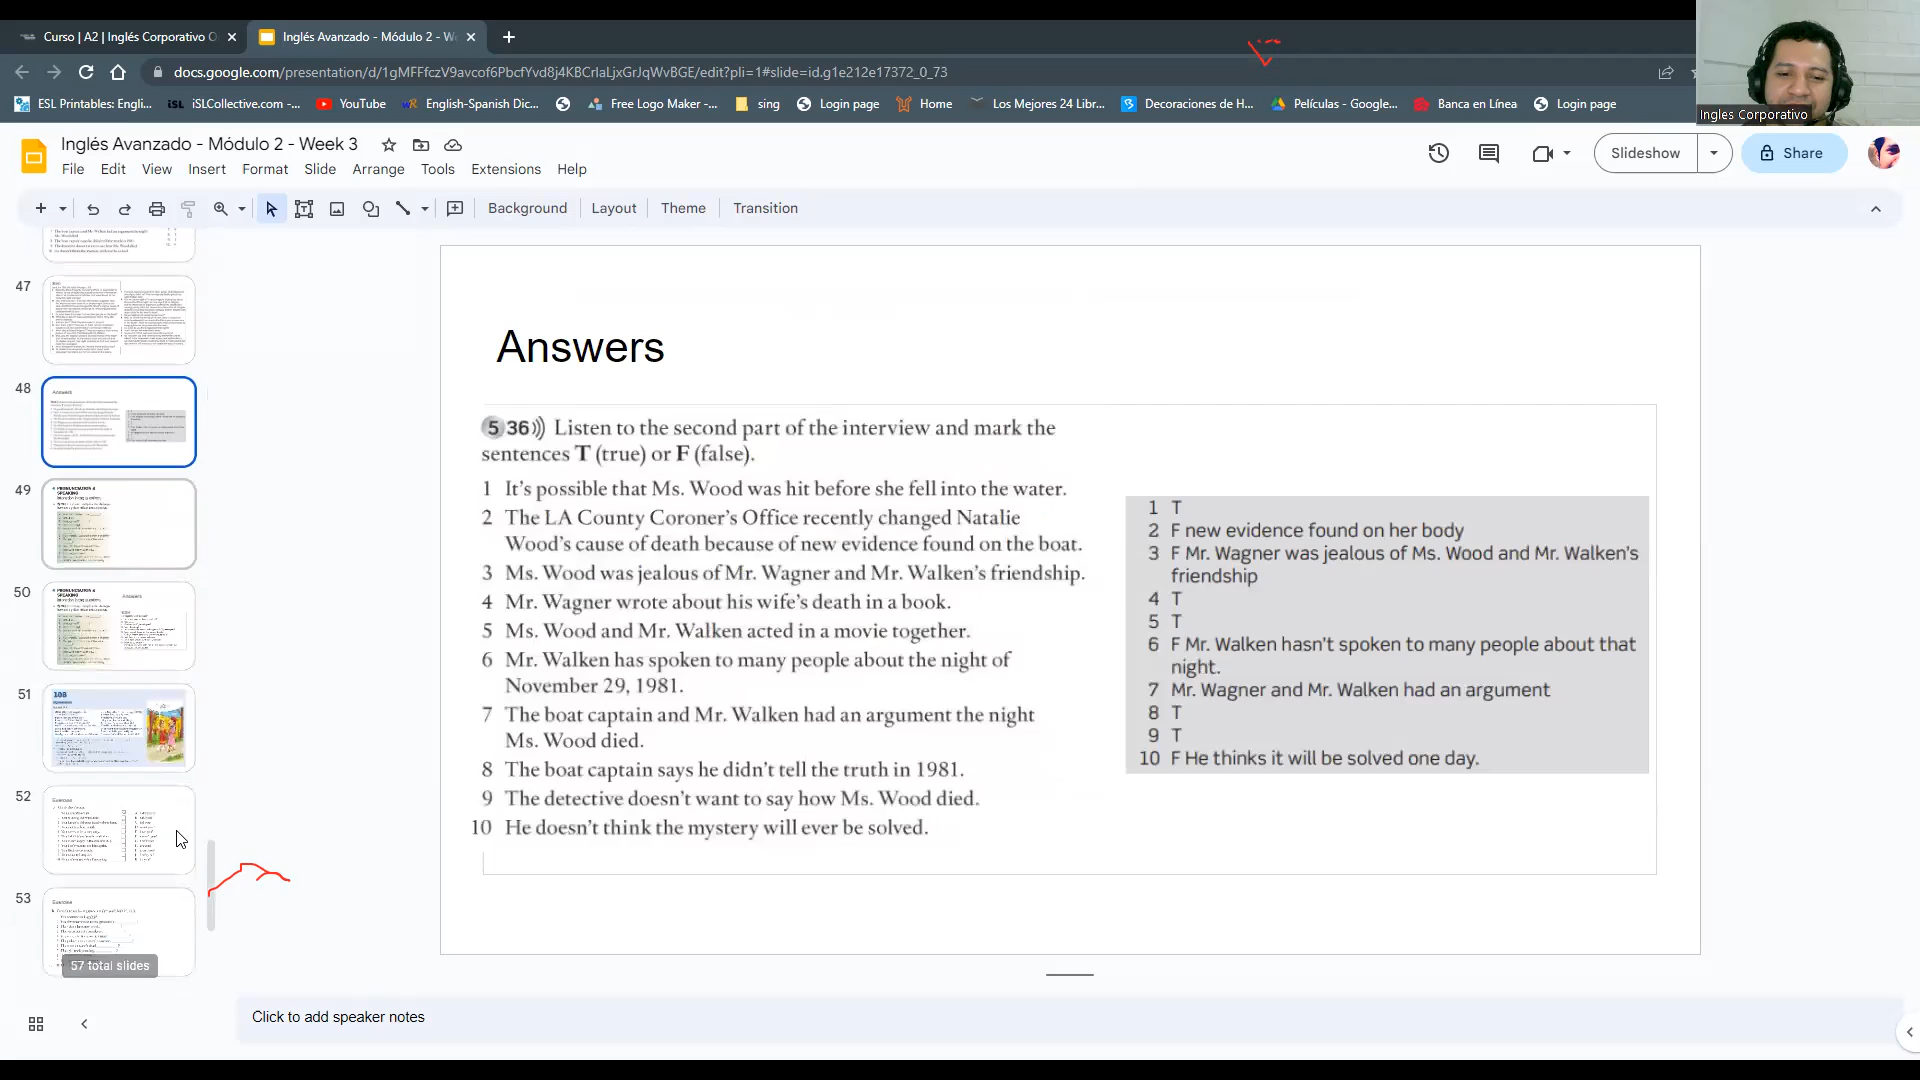 Curso | A2 | Inglés Corporativo O
Inglés Avanzado - Módulo 2 - We
docs.google.com/presentation/d/1gMFFfczV9avcof6PbcfYvd8j4KBCrIaLjxGrJqWvBGE/edit?pli=1#slide=id.g1e212e17372_0_73
ESL Printables: Engli...
iSL iSLCollective.com -...
YouTube
WR English-Spanish Dic...
Free Logo Maker -...
sing
Login page
Home
Los Mejores 24 Libr...
Decoraciones de H...
Películas - Google...
Banca en Línea
Login page
Ingles Corporativo
Inglés Avanzado - Módulo 2 - Week 3
File Edit View Insert Format Slide Arrange Tools Extensions Help
Slideshow
Share
Background Layout Theme Transition
47
48
Answers
49
PRONUNCIATION &
SPEAKING
50
PRONUNCIATION &
SPEAKING
Answers
51
10B
52
Exercise
53
Exercise
57 total slides
Answers
5 36 Listen to the second part of the interview and mark the
sentences T (true) or F (false).
1 It's possible that Ms. Wood was hit before she fell into the water.
2 The LA County Coroner's Office recently changed Natalie
Wood's cause of death because of new evidence found on the boat.
3 Ms. Wood was jealous of Mr. Wagner and Mr. Walken's friendship.
4 Mr. Wagner wrote about his wife's death in a book.
5 Ms. Wood and Mr. Walken acted in a movie together.
6 Mr. Walken has spoken to many people about the night of
November 29, 1981.
7 The boat captain and Mr. Walken had an argument the night
Ms. Wood died.
8 The boat captain says he didn't tell the truth in 1981.
9 The detective doesn't want to say how Ms. Wood died.
10 He doesn't think the mystery will ever be solved.
1 T
2 F new evidence found on her body
3 F Mr. Wagner was jealous of Ms. Wood and Mr. Walken's
friendship
4 T
5 T
6 F Mr. Walken hasn't spoken to many people about that
night.
7 Mr. Wagner and Mr. Walken had an argument
8 T
9 T
10 F He thinks it will be solved one day.
Click to add speaker notes